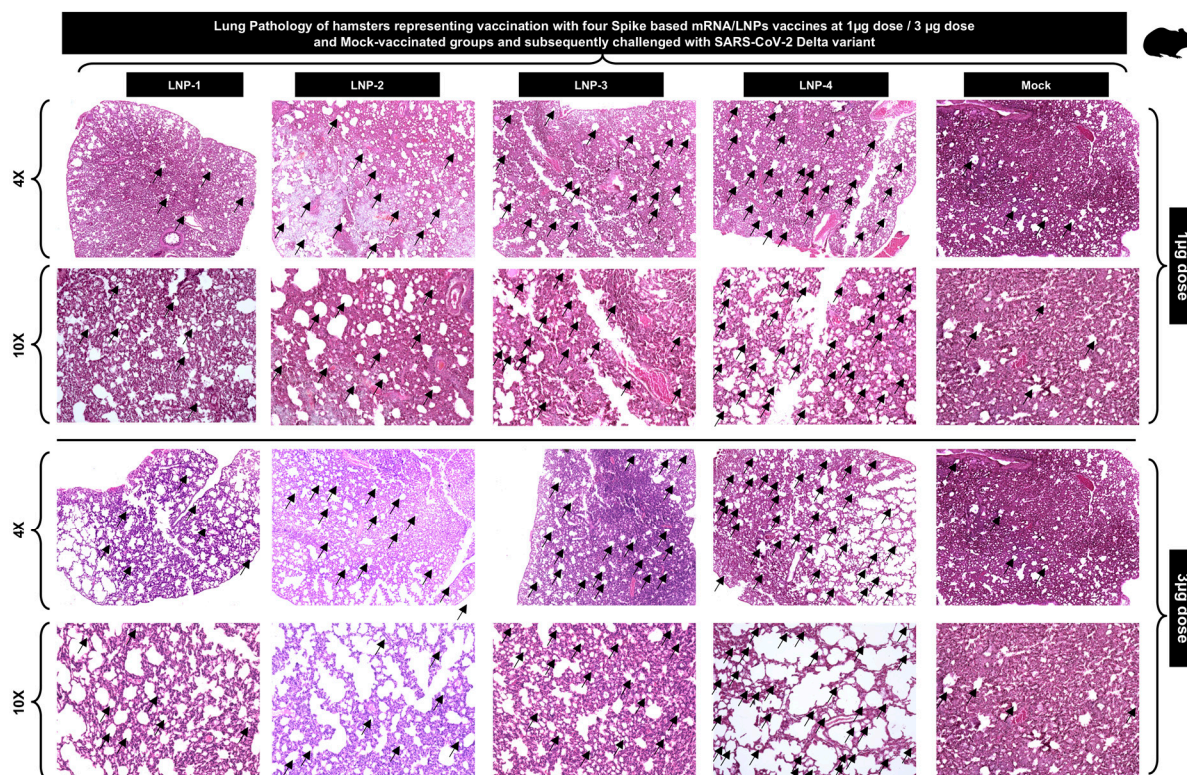 Lung Pathology of hamsters representing vaccination with four Spike based mRNA/LNPs vaccines at 1µg dose / 3 µg dose
and Mock-vaccinated groups and subsequently challenged with SARS-CoV-2 Delta variant
LNP-1
LNP-2
LNP-3
LNP-4
Mock
4X
10X
1µg dose
4X
10X
3µg dose